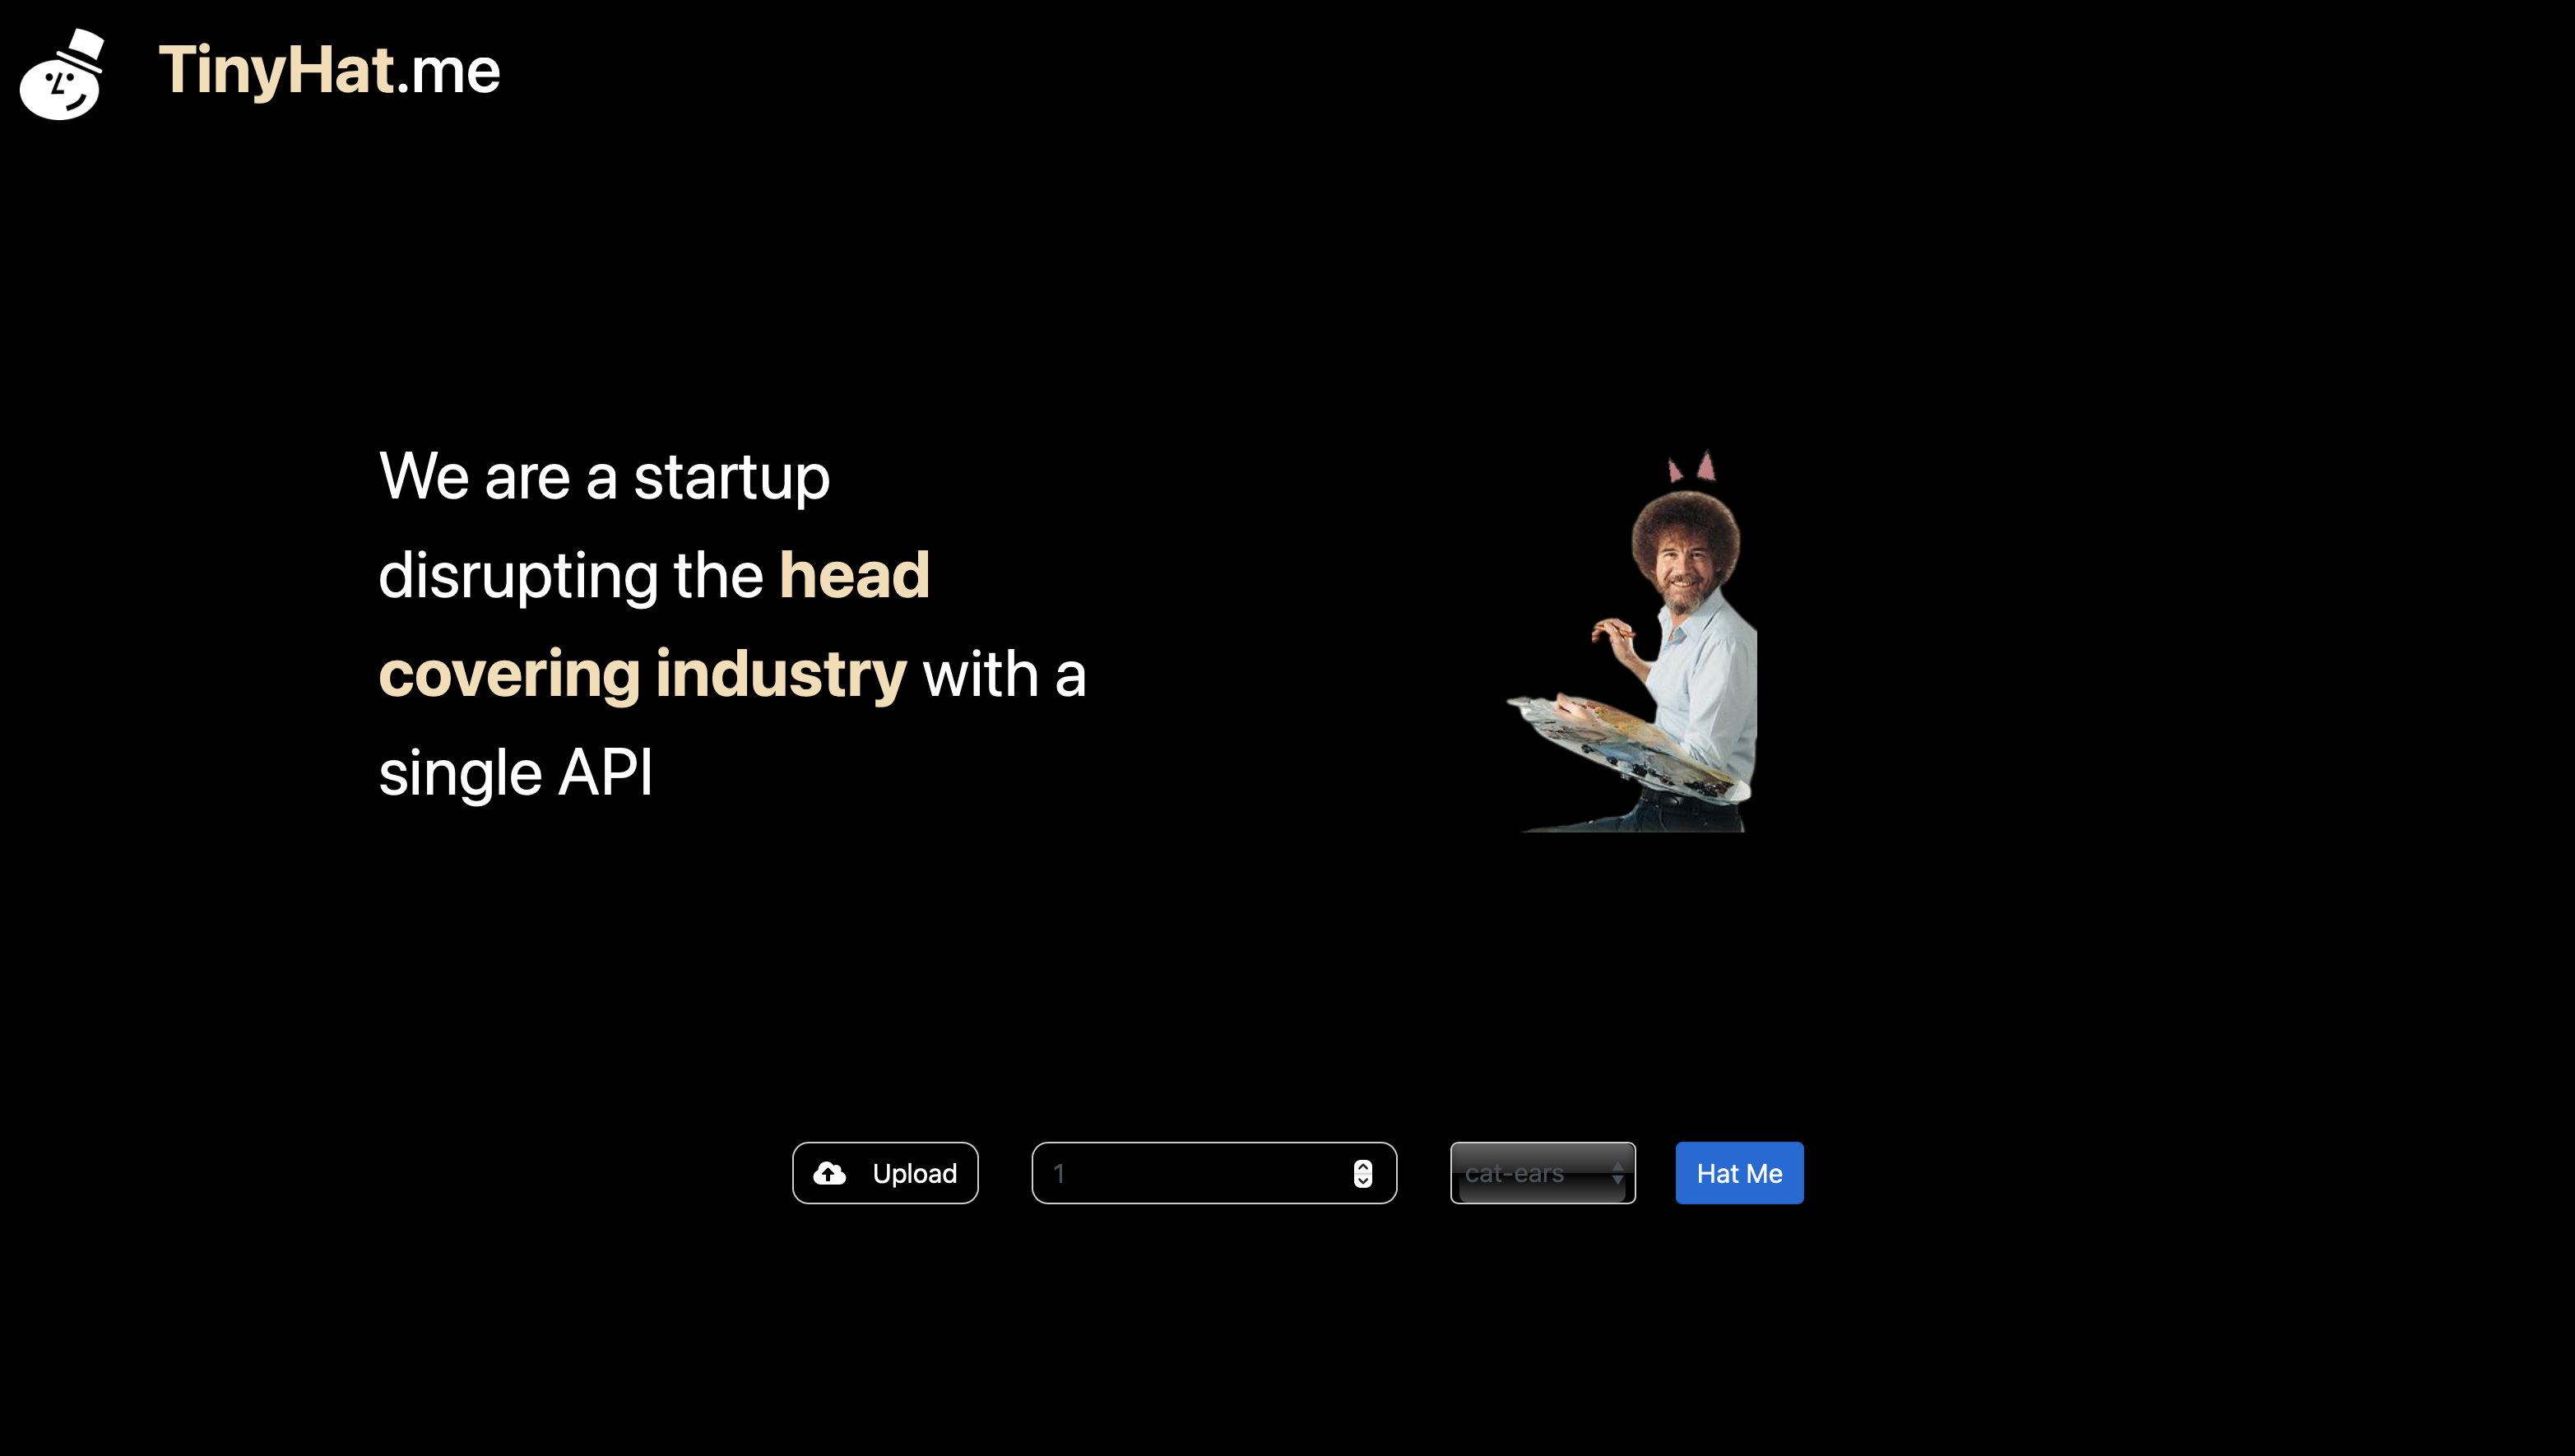 TinyHat.me
We are a startup
disrupting the head
covering industry with a
single API
Upload
1
cat-ears
Hat Me